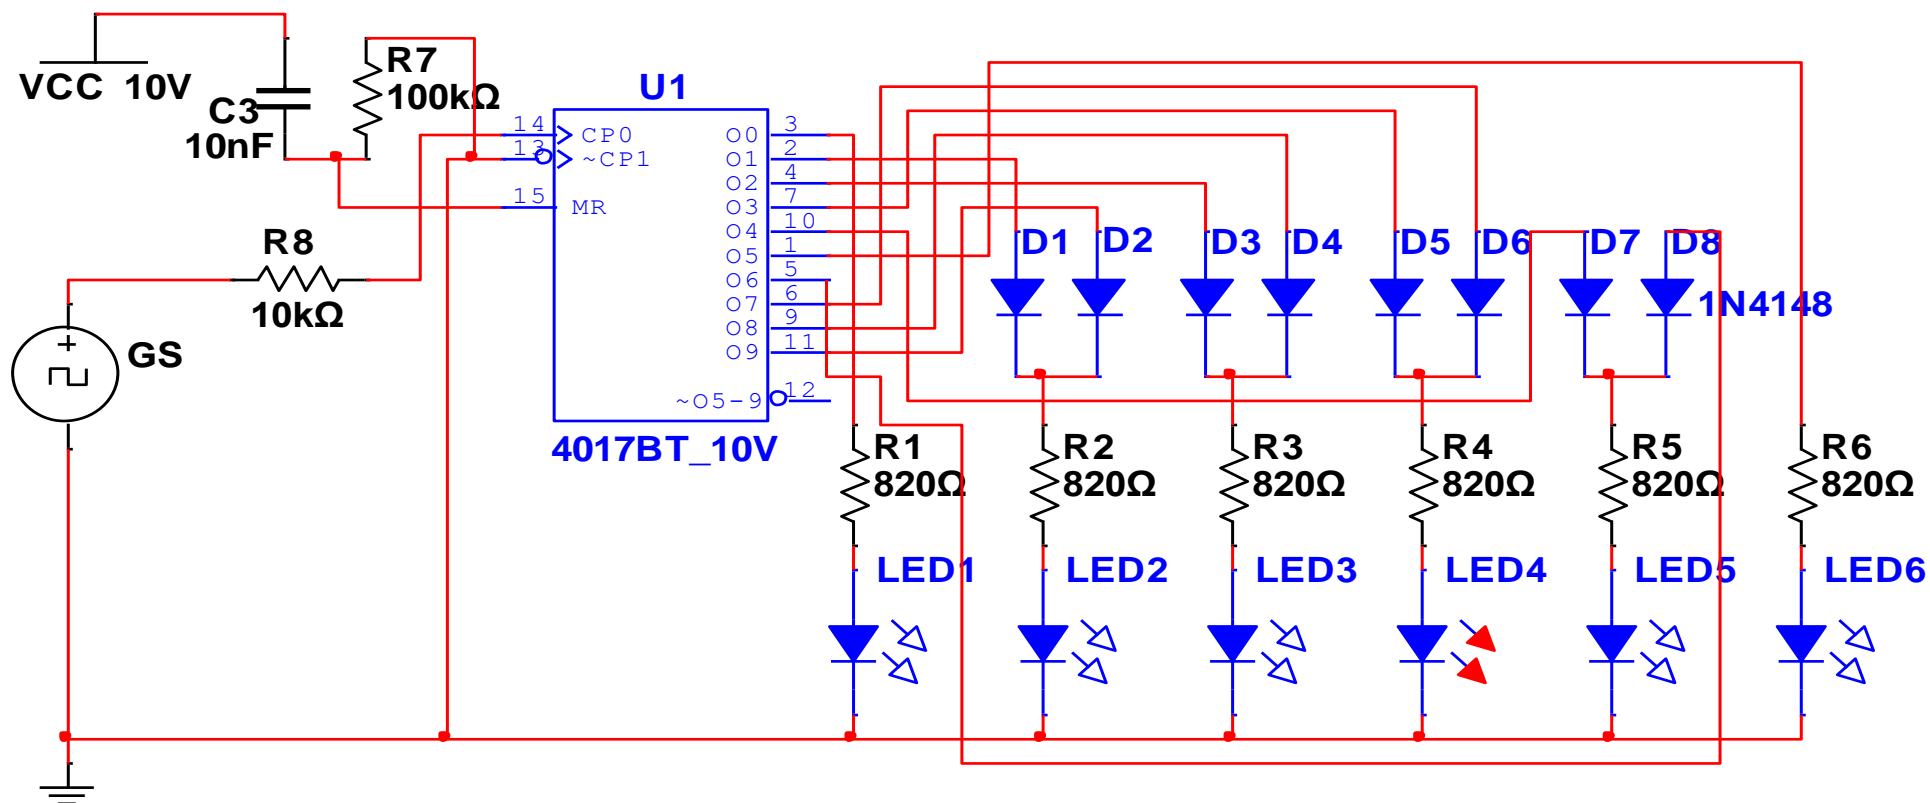 VCC 10V
C3
10nF
R7
100kΩ
U1
14 CP0
13 ~CP1
15 MR
O0 3
O1 2
O2 4
O3 7
O4 10
O5 1
O6 5
O7 6
O8 9
O9 11
~O5-9 12
4017BT_10V
R8
10kΩ
GS
+
D1 D2 D3 D4 D5 D6 D7 D8
1N4148
R1
820Ω
R2
820Ω
R3
820Ω
R4
820Ω
R5
820Ω
R6
820Ω
LED1 LED2 LED3 LED4 LED5 LED6